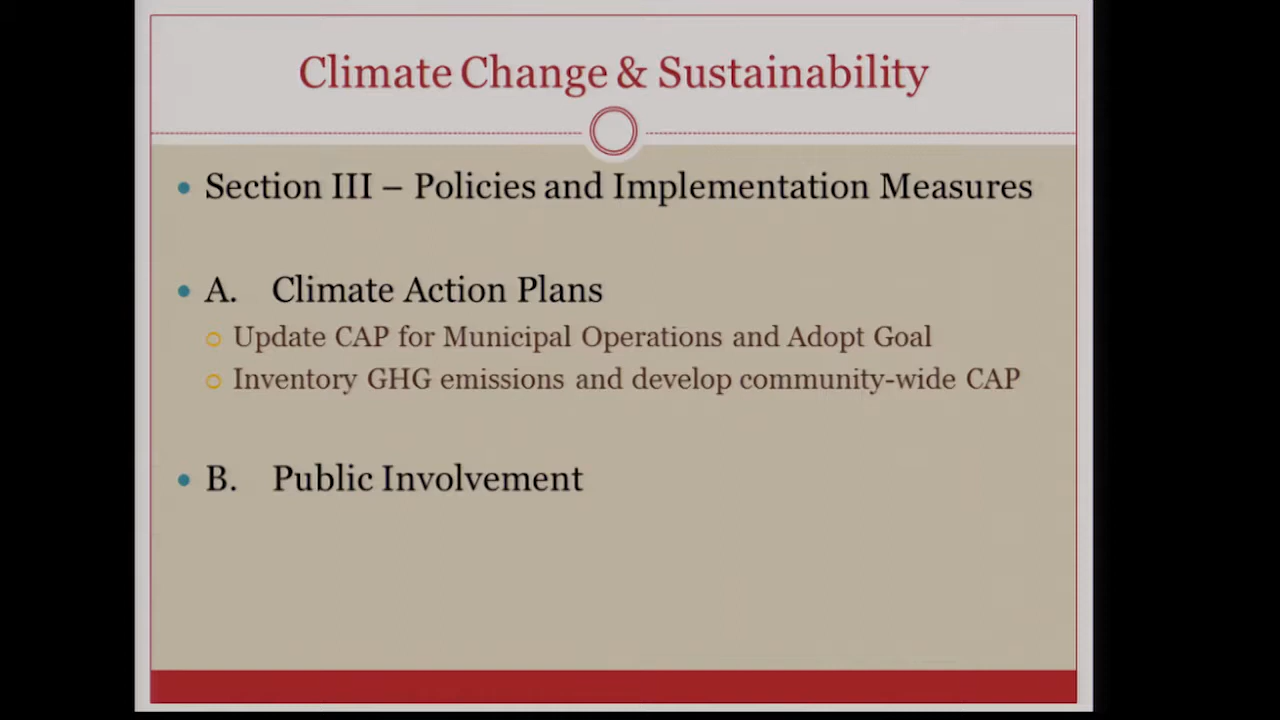 Climate Change & Sustainability
Section III – Policies and Implementation Measures
A. Climate Action Plans
Update CAP for Municipal Operations and Adopt Goal
Inventory GHG emissions and develop community-wide CAP
B. Public Involvement